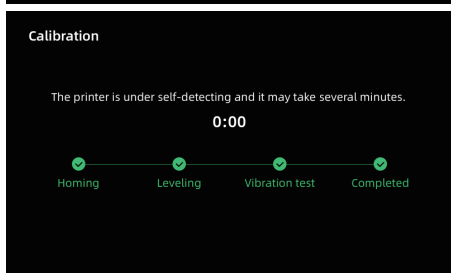 Calibration
The printer is under self-detecting and it may take several minutes.
0:00
Homing Leveling Vibration test Completed